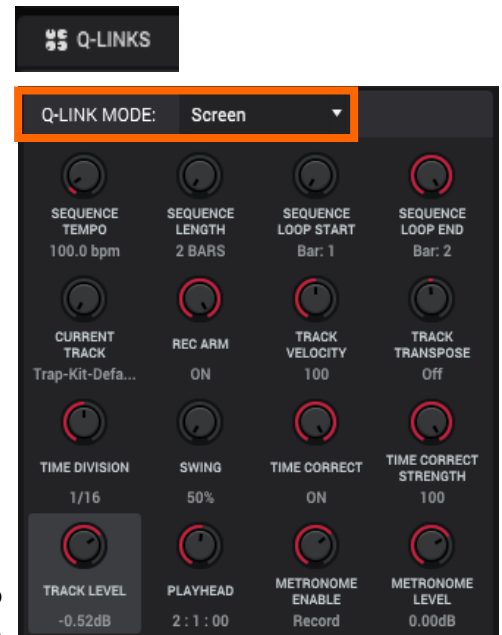 Q-LINKS
Q-LINK MODE: Screen
SEQUENCE TEMPO
100.0 bpm
SEQUENCE LENGTH
2 BARS
SEQUENCE LOOP START
Bar: 1
SEQUENCE LOOP END
Bar: 2
CURRENT TRACK
Trap-Kit-Defa...
REC ARM
ON
TRACK VELOCITY
100
TRACK TRANSPOSE
Off
TIME DIVISION
1/16
SWING
50%
TIME CORRECT
ON
TIME CORRECT STRENGTH
100
TRACK LEVEL
-0.52dB
PLAYHEAD
2:1:00
METRONOME ENABLE
Record
METRONOME LEVEL
0.00dB